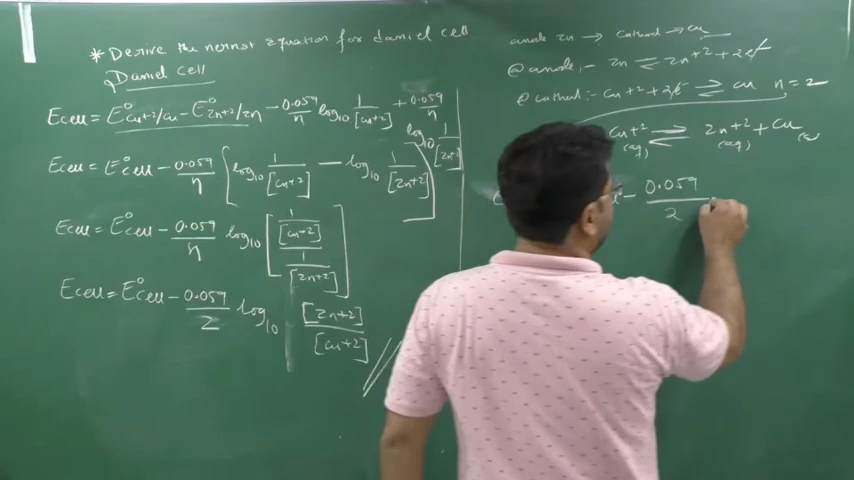 * Derive the nernst Equation for daniel cell
Daniel cell
Ecell = E°cu+2/cu - E°zn+2/zn - 0.059/n log10 1/[cu+2] + 0.059/n log10 1/[zn+2]
Ecell = E°cell - 0.059/n [log10 1/[cu+2] - log10 1/[zn+2]]
Ecell = E°cell - 0.059/n log10 [1/[cu+2] / 1/[zn+2]]
Ecell = E°cell - 0.059/2 log10 [zn+2]/[cu+2]
anode zn → cathod → cu
@ anode :- zn ⇌ zn+2 + 2e-
@ cathod :- cu+2 + 2e ⇌ cu n = 2
cu+2(aq) ⇌ zn+2(aq) + cu(s)
- 0.059/2